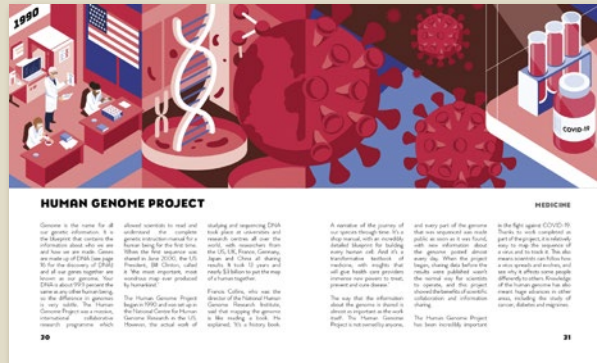 1990
COVID-19
HUMAN GENOME PROJECT
MEDICINE
Genome is the name for all
our genetic information. It is
the blueprint that contains the
information about who we are
and how we are made. Genes
are made up of DNA (see page
16 for the discovery of DNA)
and all our genes together are
known as our genome. Your
DNA is about 99.9 percent the
same as any other human being,
so the difference in genomes
is very subtle. The Human
Genome Project was a massive,
international collaborative
research programme which
allowed scientists to read and
understand the complete
genetic instruction manual for a
human being for the first time.
When the first sequence was
shared in June 2000, the US
President, Bill Clinton, called
it 'the most important, most
wondrous map ever produced
by humankind'.
The Human Genome Project
began in 1990 and was set up in
the National Centre for Human
Genome Research in the US.
However, the actual work of
studying and sequencing DNA
took place at universities and
research centres all over the
world, with researchers from
the US, UK, France, Germany,
Japan and China all sharing
results. It took 13 years and
nearly $3 billion to put the map
of a human together.
Francis Collins, who was the
director of the National Human
Genome Research Institute,
said that mapping the genome
is like reading a book. He
explained, 'It's a history book:
A narrative of the journey of
our species through time. It's a
shop manual, with an incredibly
detailed blueprint for building
every human cell. And it's a
transformative textbook of
medicine, with insights that
will give health care providers
immense new powers to treat,
prevent and cure disease.'
The way that the information
about the genome is shared is
almost as important as the work
itself. The Human Genome
Project is not owned by anyone,
and every part of the genome
that was sequenced was made
public as soon as it was found,
with new information about
the genome posted almost
every day. When the project
began, sharing data before the
results were published wasn't
the normal way for scientists
to operate, and this project
showed the benefits of scientific
collaboration and information
sharing.
The Human Genome Project
has been incredibly important
in the fight against COVID-19.
Thanks to work completed as
part of the project, it is relatively
easy to map the sequence of
a virus and to track it. This also
means scientists can follow how
a virus spreads and evolves, and
see why it affects some people
differently to others. Knowledge
of the human genome has also
meant huge advances in other
areas, including the study of
cancer, diabetes and migraines.
30
31